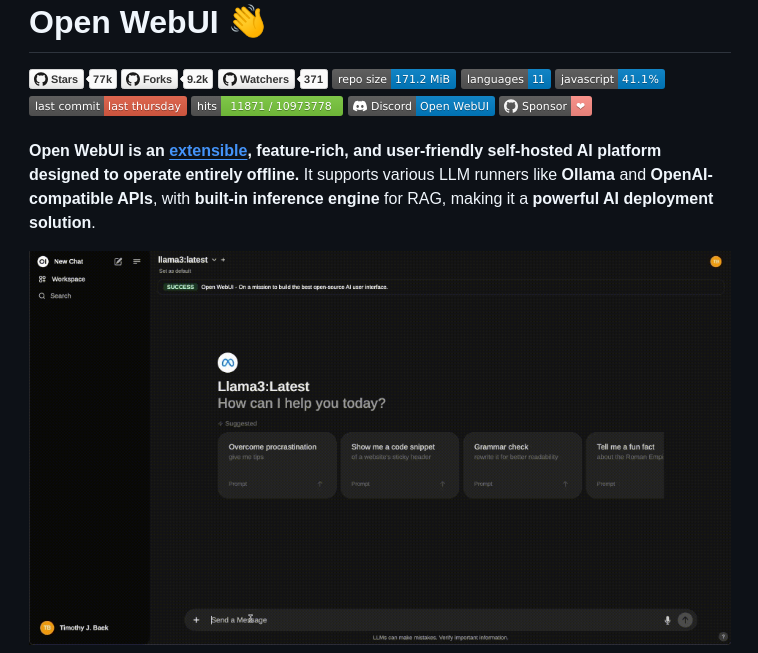 Open WebUI 👋
Stars 77k Forks 9.2k Watchers 371 repo size 171.2 MiB languages 11 javascript 41.1%
last commit last thursday hits 11871 / 10973778 Discord Open WebUI Sponsor ❤
Open WebUI is an extensible, feature-rich, and user-friendly self-hosted AI platform
designed to operate entirely offline. It supports various LLM runners like Ollama and OpenAI-
compatible APIs, with built-in inference engine for RAG, making it a powerful AI deployment
solution.
OI New Chat
llama3:latest
Set as default
Workspace
SUCCESS Open WebUI - On a mission to build the best open-source AI user interface.
Search
Llama3:Latest
How can I help you today?
Suggested
Overcome procrastination Show me a code snippet Grammar check Tell me a fun fact
give me tips of a website's sticky header rewrite it for better readability about the Roman Emp
Prompt Prompt Prompt Prompt
Send a Message
TB Timothy J. Baek
LLMs can make mistakes. Verify important information.
?